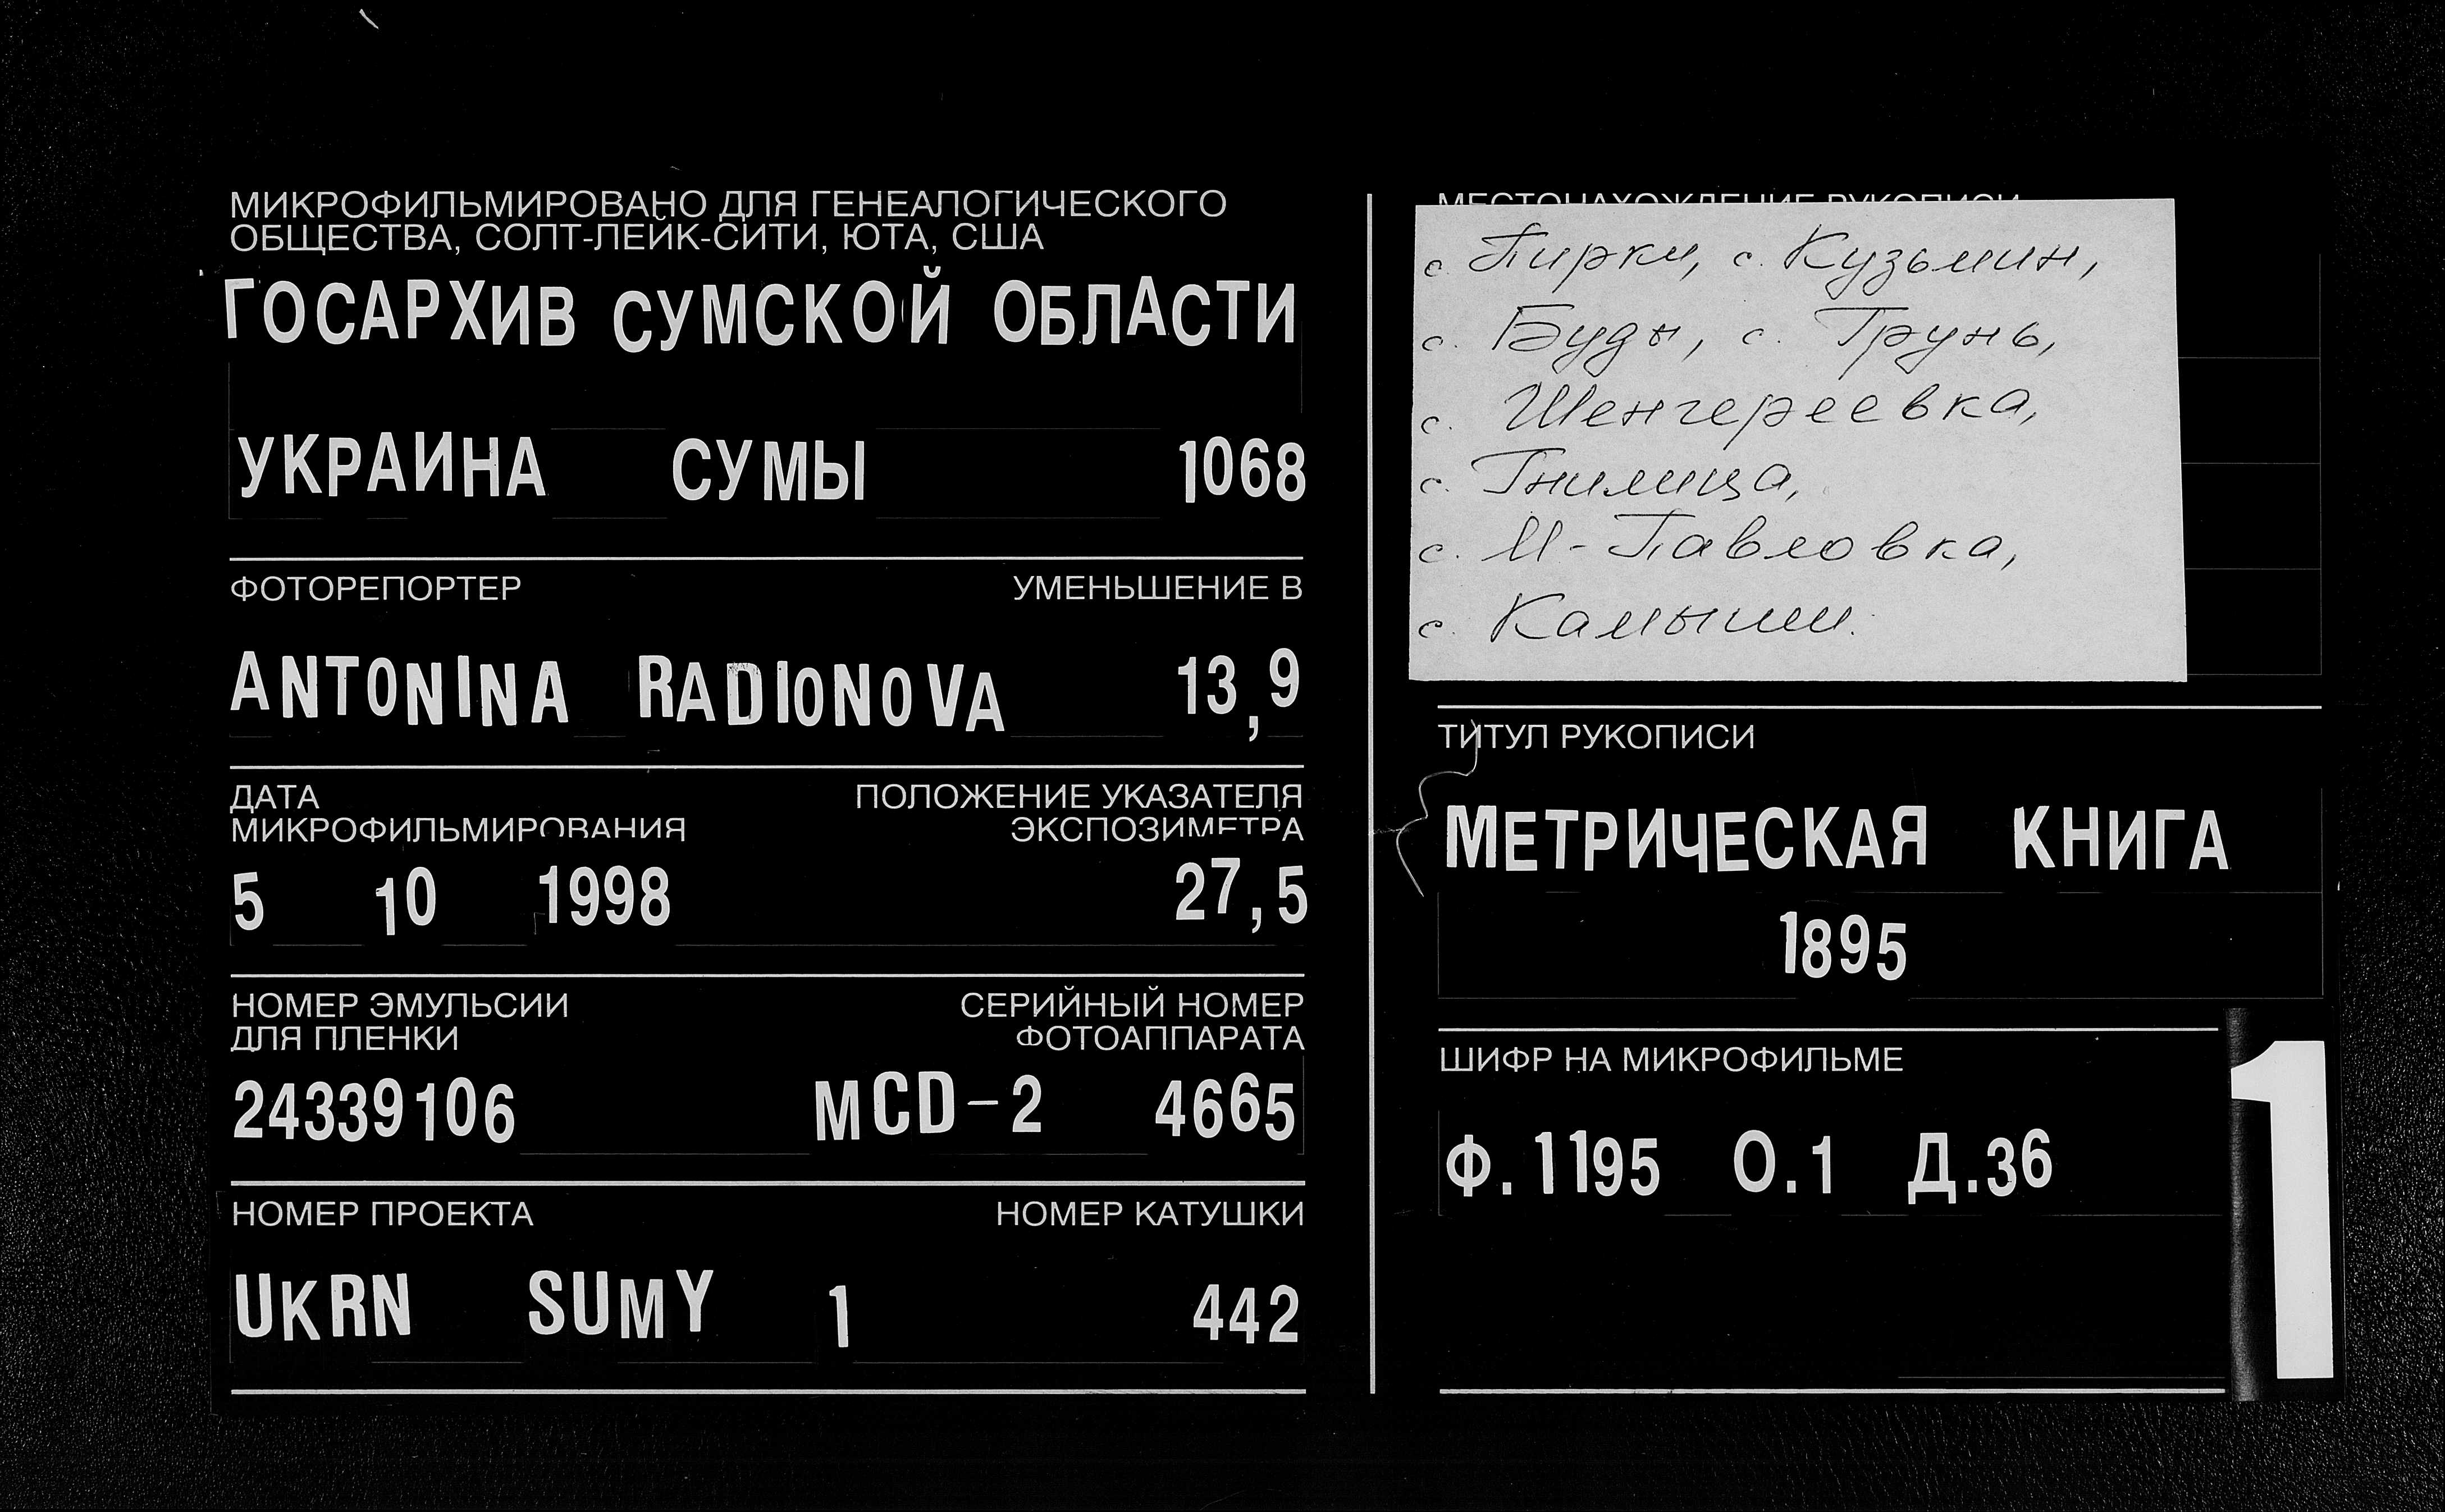 МИКРОФИЛЬМИРОВАНО ДЛЯ ГЕНЕАЛОГИЧЕСКОГО
ОБЩЕСТВА, СОЛТ-ЛЕЙК-СИТИ, ЮТА, США
ГОСАРХИВ СУМСКОЙ ОБЛАСТИ
УКРАИНА СУМЫ 1068
ФОТОРЕПОРТЕР УМЕНЬШЕНИЕ В
ANTONINA RADIONOVA 13,9
ДАТА ПОЛОЖЕНИЕ УКАЗАТЕЛЯ
МИКРОФИЛЬМИРОВАНИЯ ЭКСПОЗИМЕТРА
5 10 1998 27,5
НОМЕР ЭМУЛЬСИИ СЕРИЙНЫЙ НОМЕР
ДЛЯ ПЛЕНКИ ФОТОАППАРАТА
24339106 MCD-2 4665
НОМЕР ПРОЕКТА НОМЕР КАТУШКИ
UKRN SUMY 1 442
МЕСТОНАХОЖДЕНИЕ РУКОПИСИ
с. Пирки, с. Кузьмин,
с. Буды, с. Трунь,
с. Шенгереевка,
с. Гнилица,
с. М-Павловка,
с. Камыши.
ТИТУЛ РУКОПИСИ
МЕТРИЧЕСКАЯ КНИГА
1895
ШИФР НА МИКРОФИЛЬМЕ
Ф.1195 О.1 Д.36
1